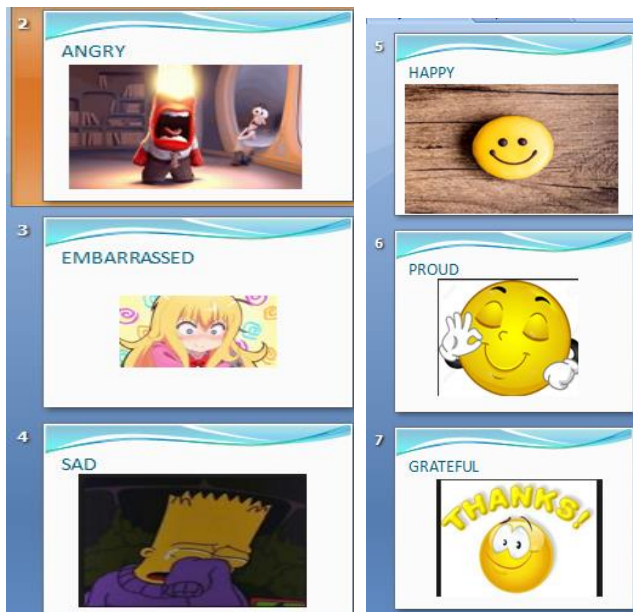 2
ANGRY
3
EMBARRASSED
4
SAD
5
HAPPY
6
PROUD
7
GRATEFUL
THANKS!